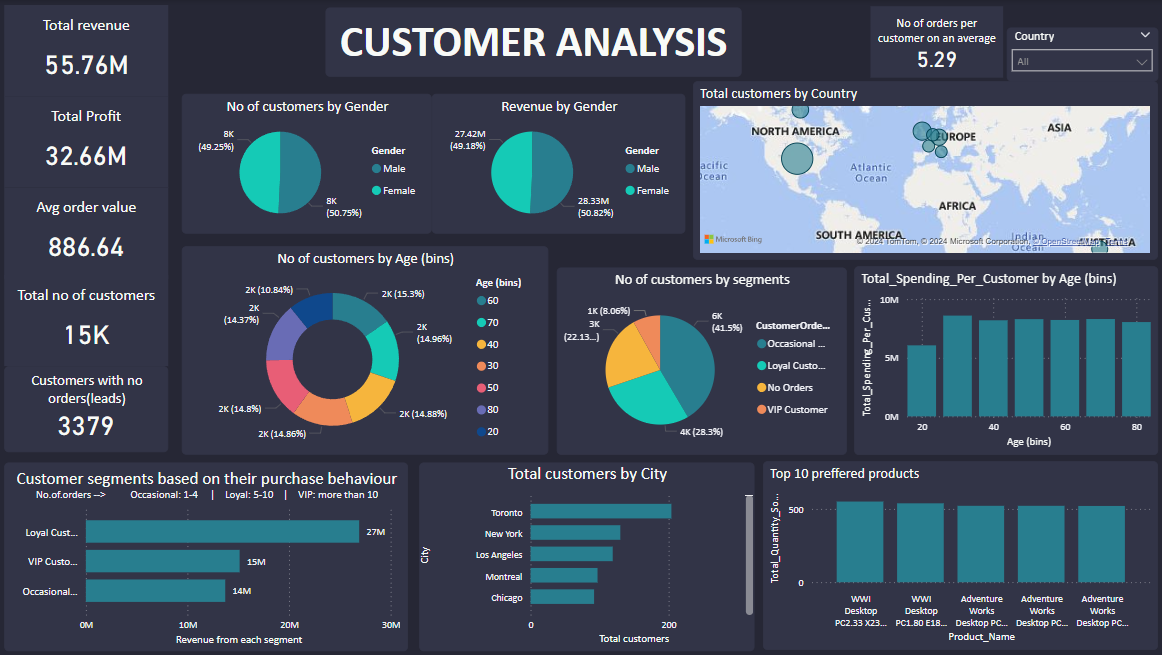 Total revenue
55.76M
Total Profit
32.66M
Avg order value
886.64
Total no of customers
15K
Customers with no
orders(leads)
3379
CUSTOMER ANALYSIS
No of orders per
customer on an average
5.29
Country
All
No of customers by Gender
8K
(49.25%)
8K
(50.75%)
Gender
Male
Female
Revenue by Gender
27.42M
(49.18%)
28.33M
(50.82%)
Gender
Male
Female
Total customers by Country
NORTH AMERICA
EUROPE
ASIA
Atlantic
Ocean
AFRICA
SOUTH AMERICA
Indian
Ocean
Microsoft Bing
© 2024 TomTom, © 2024 Microsoft Corporation, © OpenStreetMap
No of customers by Age (bins)
2K (10.84%)
2K (15.3%)
2K
(14.37%)
2K
(14.96%)
2K (14.8%)
2K (14.88%)
2K (14.86%)
Age (bins)
60
70
40
30
50
80
20
No of customers by segments
1K (8.06%)
6K
(41.5%)
3K
(22.13...)
4K (28.3%)
CustomerOrde...
Occasional ...
Loyal Custo...
No Orders
VIP Customer
Total_Spending_Per_Customer by Age (bins)
Total_Spending_Per_Cus...
10M
5M
0M
20 40 60 80
Age (bins)
Customer segments based on their purchase behaviour
No.of.orders --> Occasional: 1-4 | Loyal: 5-10 | VIP: more than 10
Loyal Cust... 27M
VIP Custo... 15M
Occasional... 14M
0M 10M 20M 30M
Revenue from each segment
Total customers by City
City
Toronto
New York
Los Angeles
Montreal
Chicago
0 200
Total customers
Top 10 preffered products
Total_Quantity_So...
500
0
WWI
Desktop
PC2.33 X23...
WWI
Desktop
PC1.80 E18...
Adventure
Works
Desktop PC...
Adventure
Works
Desktop PC...
Adventure
Works
Desktop PC...
Product_Name